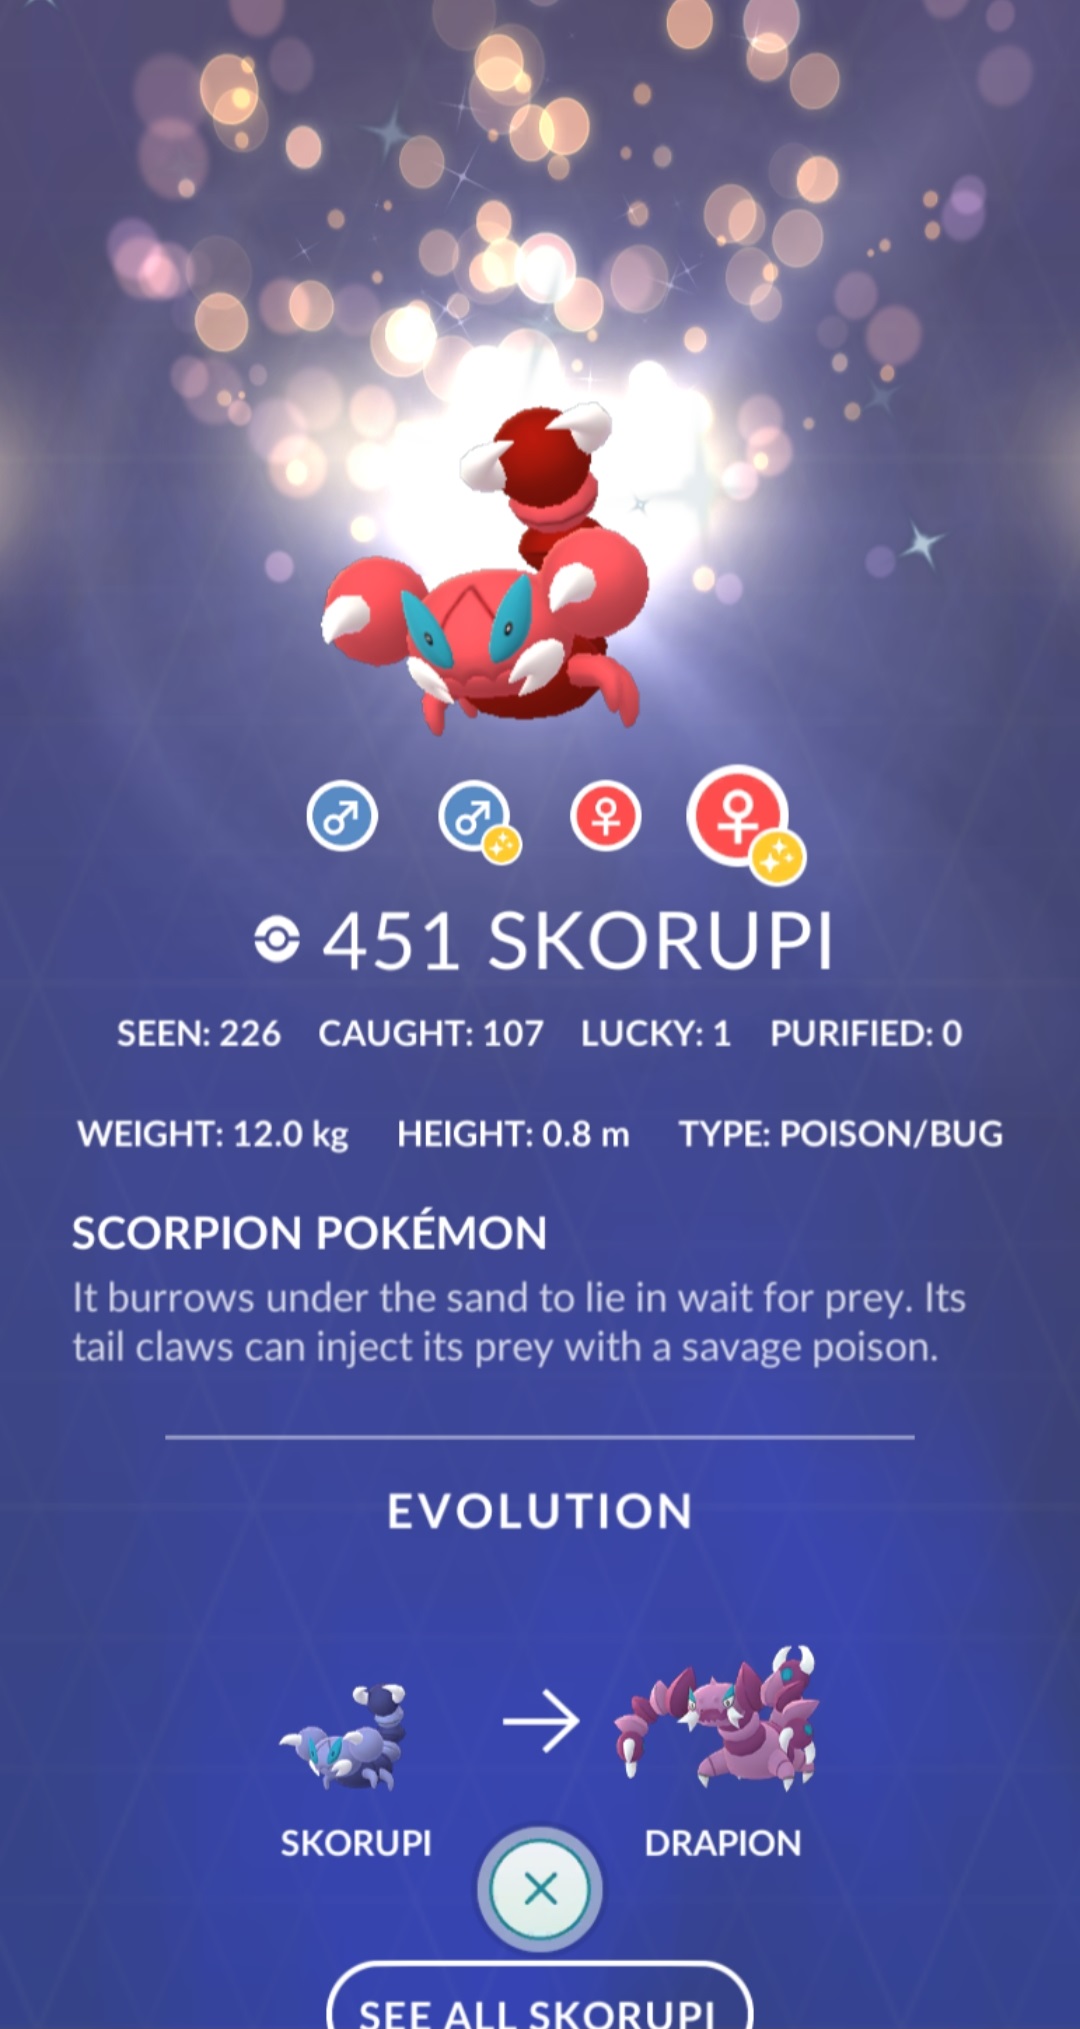 451 SKORUPI
SEEN: 226 CAUGHT: 107 LUCKY: 1 PURIFIED: 0
WEIGHT: 12.0 kg HEIGHT: 0.8 m TYPE: POISON/BUG
SCORPION POKÉMON
It burrows under the sand to lie in wait for prey. Its
tail claws can inject its prey with a savage poison.
EVOLUTION
SKORUPI DRAPION
SEE ALL SKORUPI